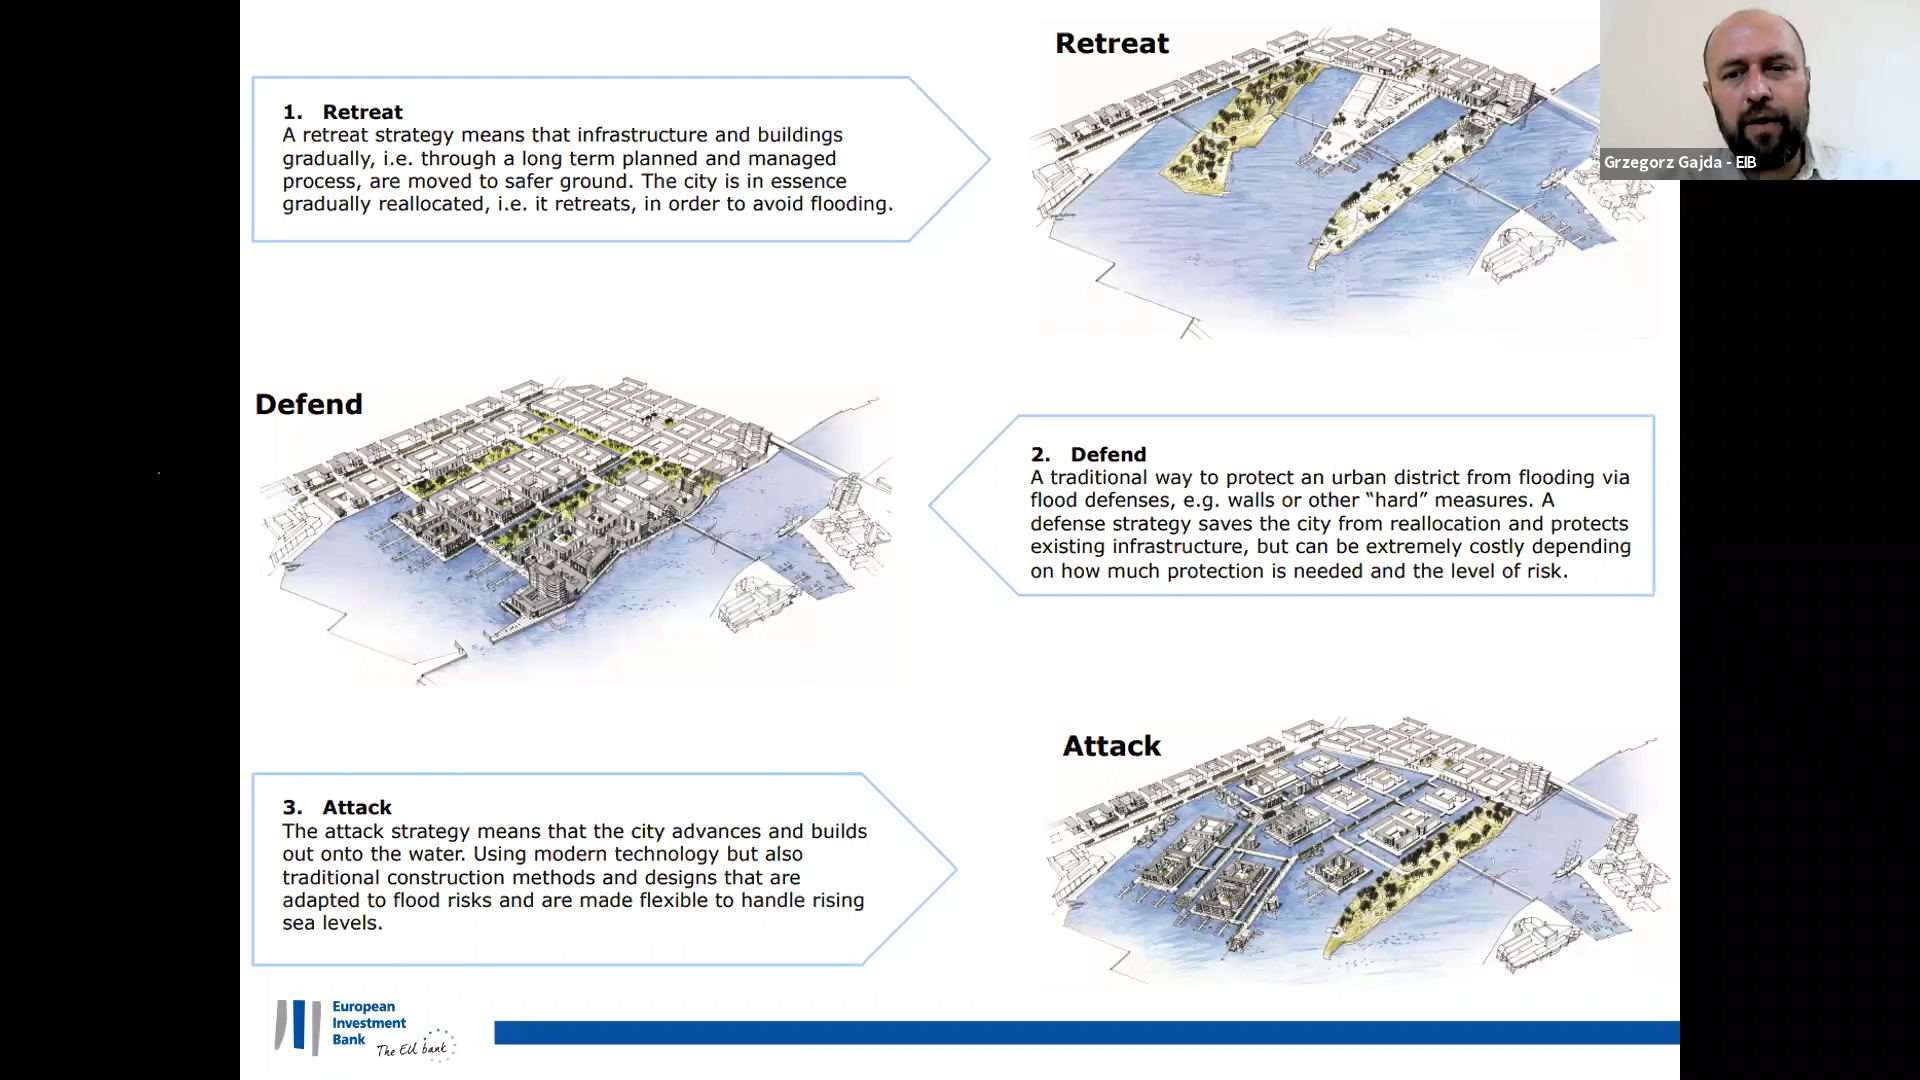 Retreat
1. Retreat
A retreat strategy means that infrastructure and buildings
gradually, i.e. through a long term planned and managed
process, are moved to safer ground. The city is in essence
gradually reallocated, i.e. it retreats, in order to avoid flooding.
Grzegorz Gajda - EIB
Defend
2. Defend
A traditional way to protect an urban district from flooding via
flood defenses, e.g. walls or other “hard” measures. A
defense strategy saves the city from reallocation and protects
existing infrastructure, but can be extremely costly depending
on how much protection is needed and the level of risk.
Attack
3. Attack
The attack strategy means that the city advances and builds
out onto the water. Using modern technology but also
traditional construction methods and designs that are
adapted to flood risks and are made flexible to handle rising
sea levels.
European
Investment
Bank
The EU bank